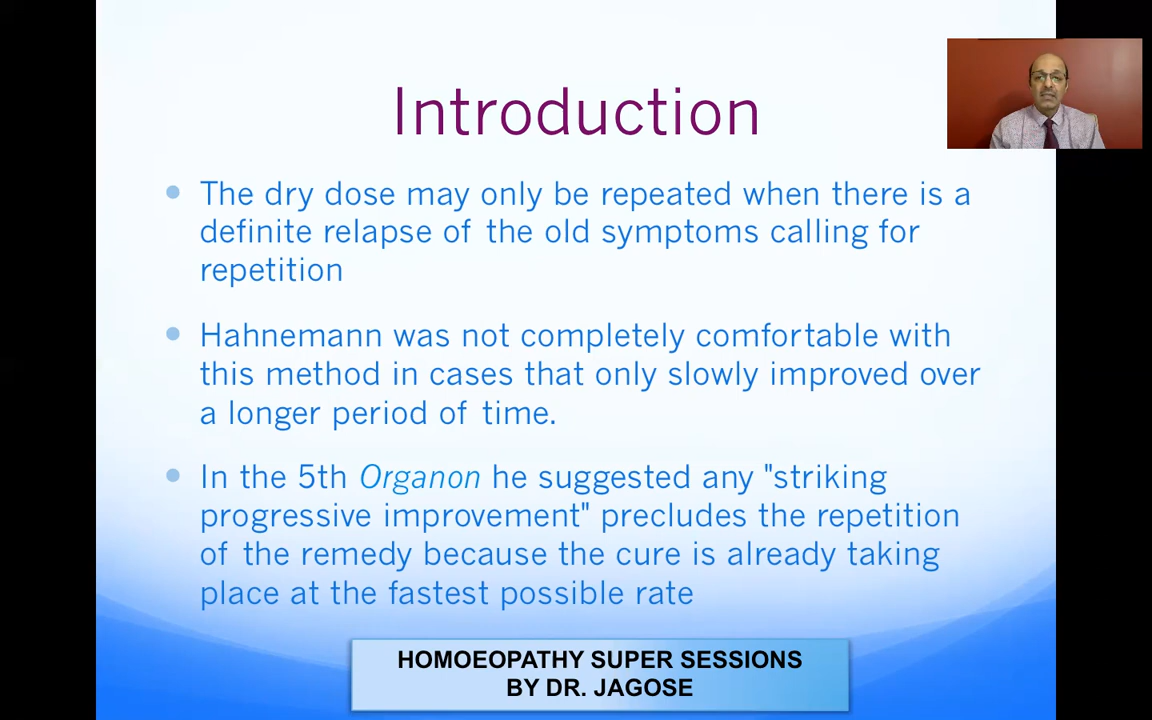 Introduction
The dry dose may only be repeated when there is a
definite relapse of the old symptoms calling for
repetition
Hahnemann was not completely comfortable with
this method in cases that only slowly improved over
a longer period of time.
In the 5th Organon he suggested any "striking
progressive improvement" precludes the repetition
of the remedy because the cure is already taking
place at the fastest possible rate
HOMOEOPATHY SUPER SESSIONS
BY DR. JAGOSE